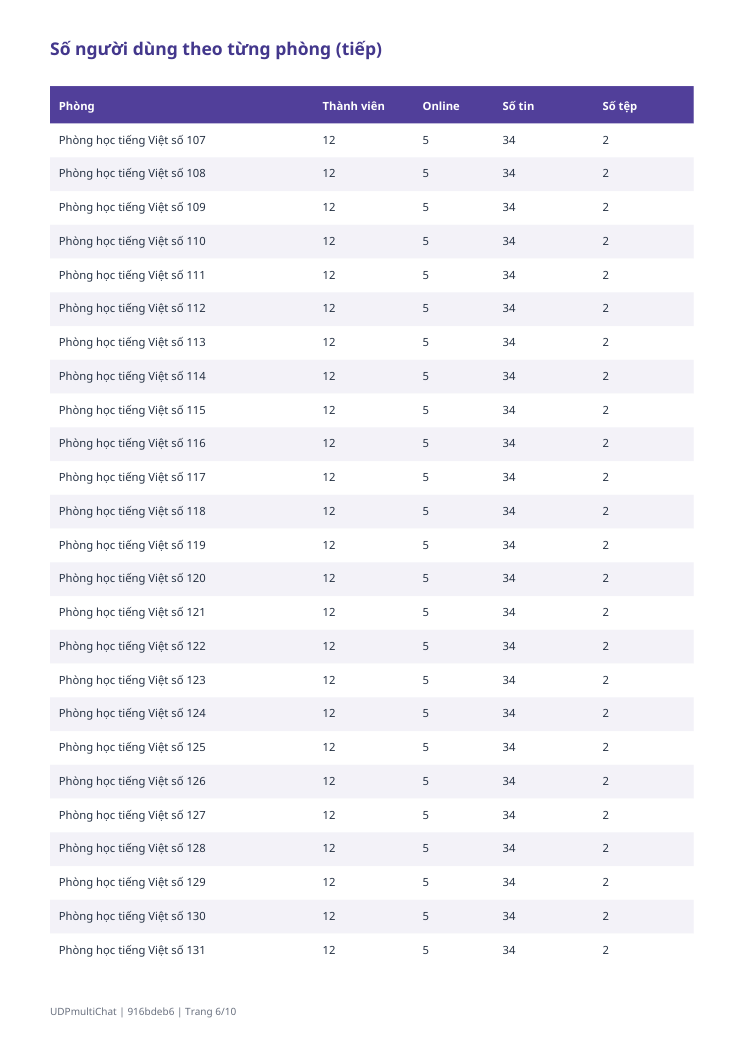 Số người dùng theo từng phòng (tiếp)
Phòng Thành viên Online Số tin Số tệp
Phòng học tiếng Việt số 107 12 5 34 2
Phòng học tiếng Việt số 108 12 5 34 2
Phòng học tiếng Việt số 109 12 5 34 2
Phòng học tiếng Việt số 110 12 5 34 2
Phòng học tiếng Việt số 111 12 5 34 2
Phòng học tiếng Việt số 112 12 5 34 2
Phòng học tiếng Việt số 113 12 5 34 2
Phòng học tiếng Việt số 114 12 5 34 2
Phòng học tiếng Việt số 115 12 5 34 2
Phòng học tiếng Việt số 116 12 5 34 2
Phòng học tiếng Việt số 117 12 5 34 2
Phòng học tiếng Việt số 118 12 5 34 2
Phòng học tiếng Việt số 119 12 5 34 2
Phòng học tiếng Việt số 120 12 5 34 2
Phòng học tiếng Việt số 121 12 5 34 2
Phòng học tiếng Việt số 122 12 5 34 2
Phòng học tiếng Việt số 123 12 5 34 2
Phòng học tiếng Việt số 124 12 5 34 2
Phòng học tiếng Việt số 125 12 5 34 2
Phòng học tiếng Việt số 126 12 5 34 2
Phòng học tiếng Việt số 127 12 5 34 2
Phòng học tiếng Việt số 128 12 5 34 2
Phòng học tiếng Việt số 129 12 5 34 2
Phòng học tiếng Việt số 130 12 5 34 2
Phòng học tiếng Việt số 131 12 5 34 2
UDPmultiChat | 916bdeb6 | Trang 6/10